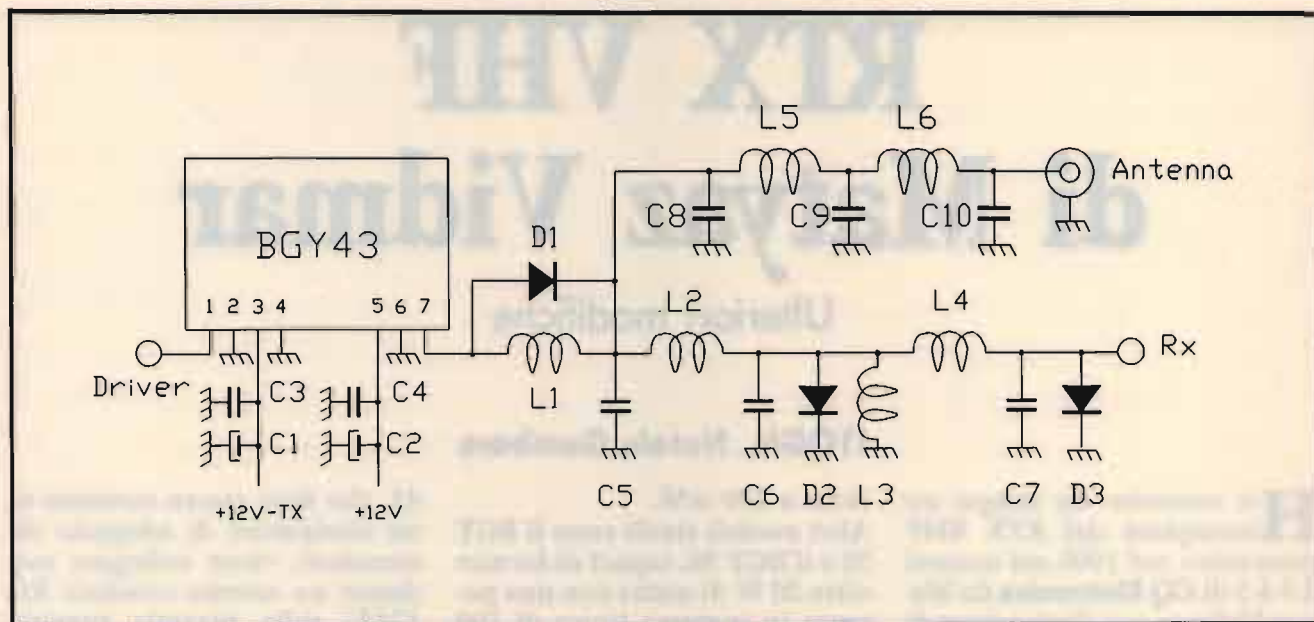 L5 L6
Antenna
C8 C9 C10
D1
BGY43
L2
L4
1 2 3 4 5 6 7
Rx
Driver
C3 C4
L1
C1 C2
C5 C6 D2 L3 C7 D3
+12V-TX +12V